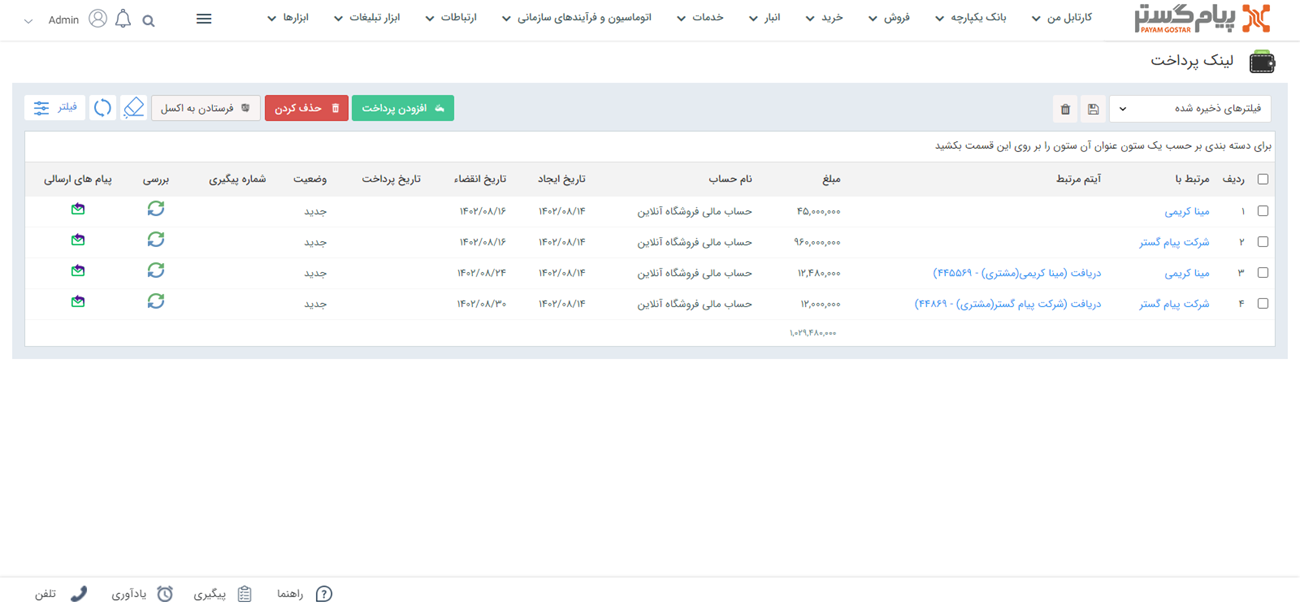 پیام گستر
PAYAM GOSTAR
کارتابل من بانک یکپارچه فروش خرید انبار خدمات اتوماسیون و فرآیندهای سازمانی ارتباطات ابزار تبلیغات ابزارها Admin
لینک پرداخت
فیلترهای ذخیره شده افزودن پرداخت حذف کردن فرستادن به اکسل فیلتر
برای دسته بندی بر حسب یک ستون عنوان آن ستون را بر روی این قسمت بکشید
ردیف مرتبط با آیتم مرتبط مبلغ نام حساب تاریخ ایجاد تاریخ انقضاء تاریخ پرداخت وضعیت شماره پیگیری بررسی پیام های ارسالی
۱ مینا کریمی ۴۵,۰۰۰,۰۰۰ حساب مالی فروشگاه آنلاین ۱۴۰۲/۰۸/۱۴ ۱۴۰۲/۰۸/۱۶ جدید
۲ شرکت پیام گستر ۹۶۰,۰۰۰,۰۰۰ حساب مالی فروشگاه آنلاین ۱۴۰۲/۰۸/۱۴ ۱۴۰۲/۰۸/۱۶ جدید
۳ مینا کریمی دریافت (مینا کریمی(مشتری) - ۴۴۵۵۶۹) ۱۲,۴۸۰,۰۰۰ حساب مالی فروشگاه آنلاین ۱۴۰۲/۰۸/۱۴ ۱۴۰۲/۰۸/۲۴ جدید
۴ شرکت پیام گستر دریافت (شرکت پیام گستر(مشتری) - ۴۴۸۶۹) ۱۲,۰۰۰,۰۰۰ حساب مالی فروشگاه آنلاین ۱۴۰۲/۰۸/۱۴ ۱۴۰۲/۰۸/۳۰ جدید
۱,۰۲۹,۴۸۰,۰۰۰
راهنما پیگیری یادآوری تلفن